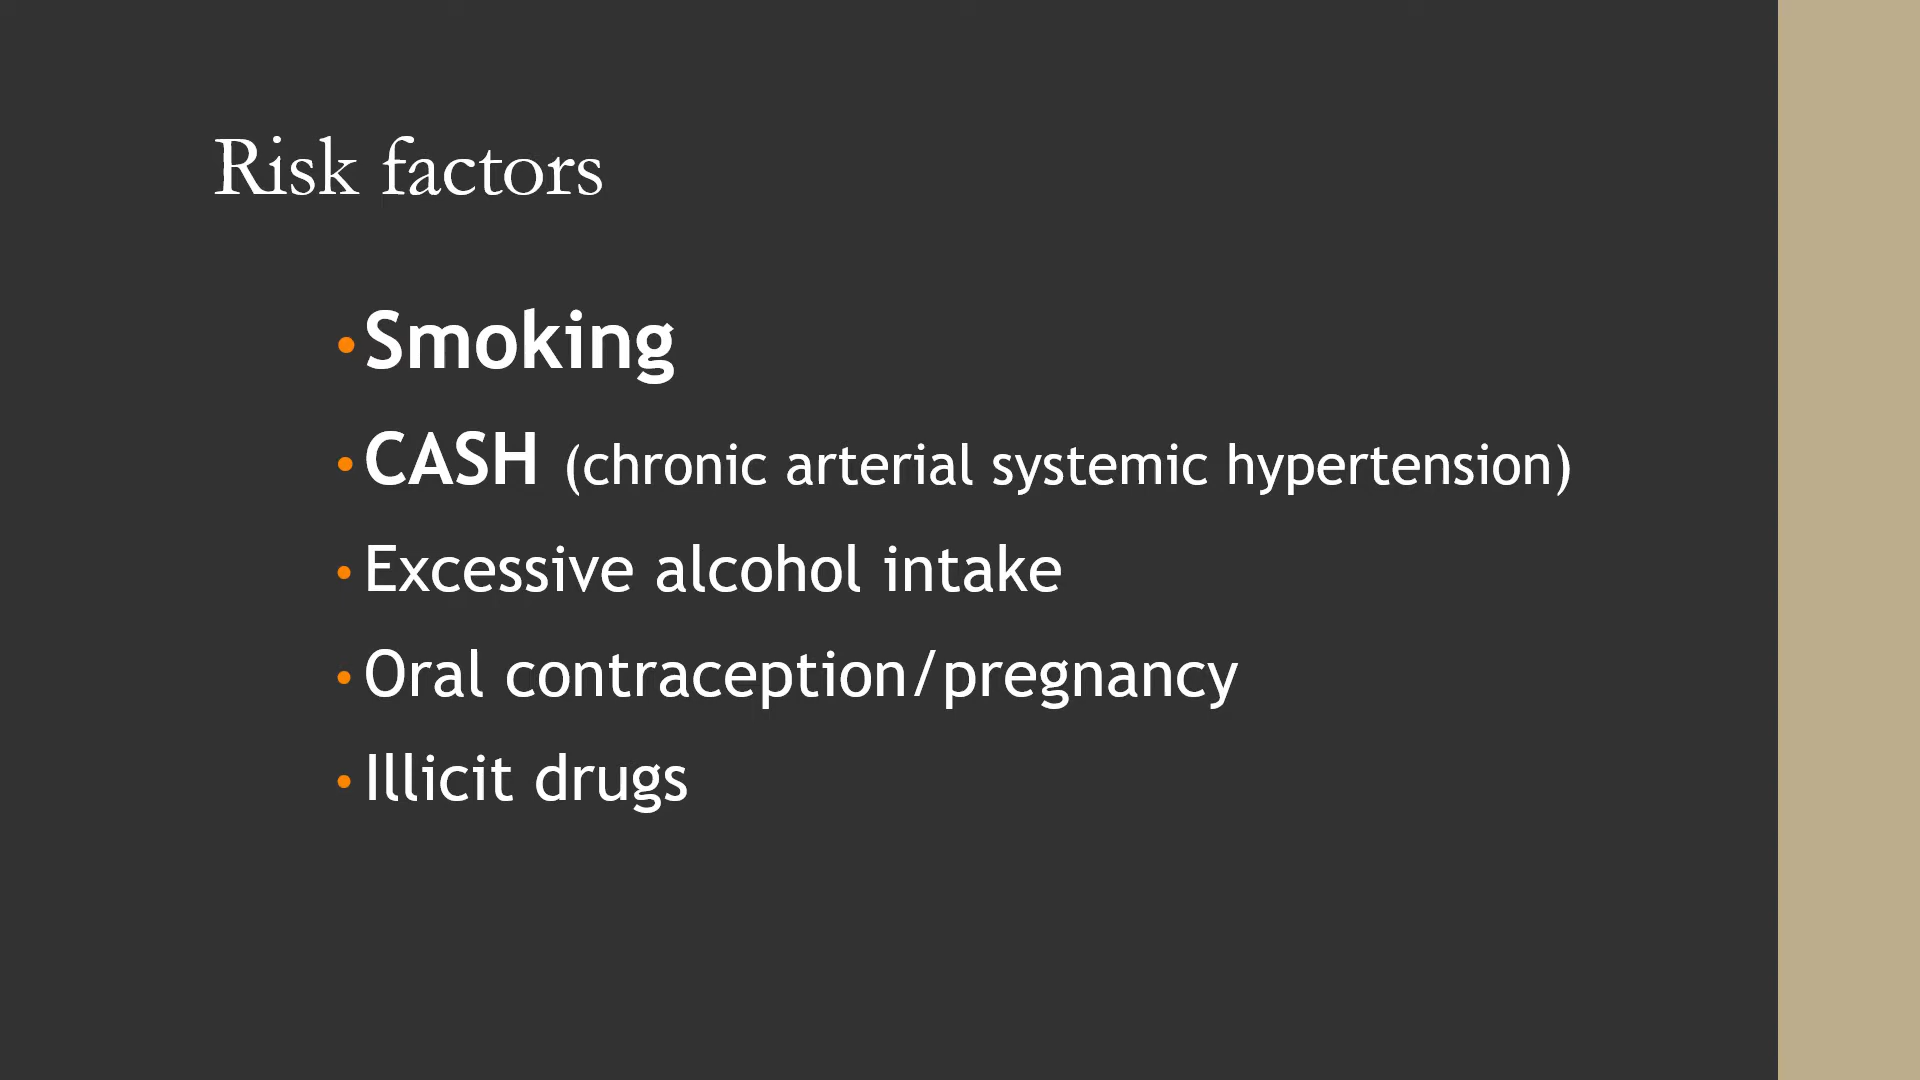 Risk factors
• Smoking
• CASH (chronic arterial systemic hypertension)
• Excessive alcohol intake
• Oral contraception/pregnancy
• Illicit drugs